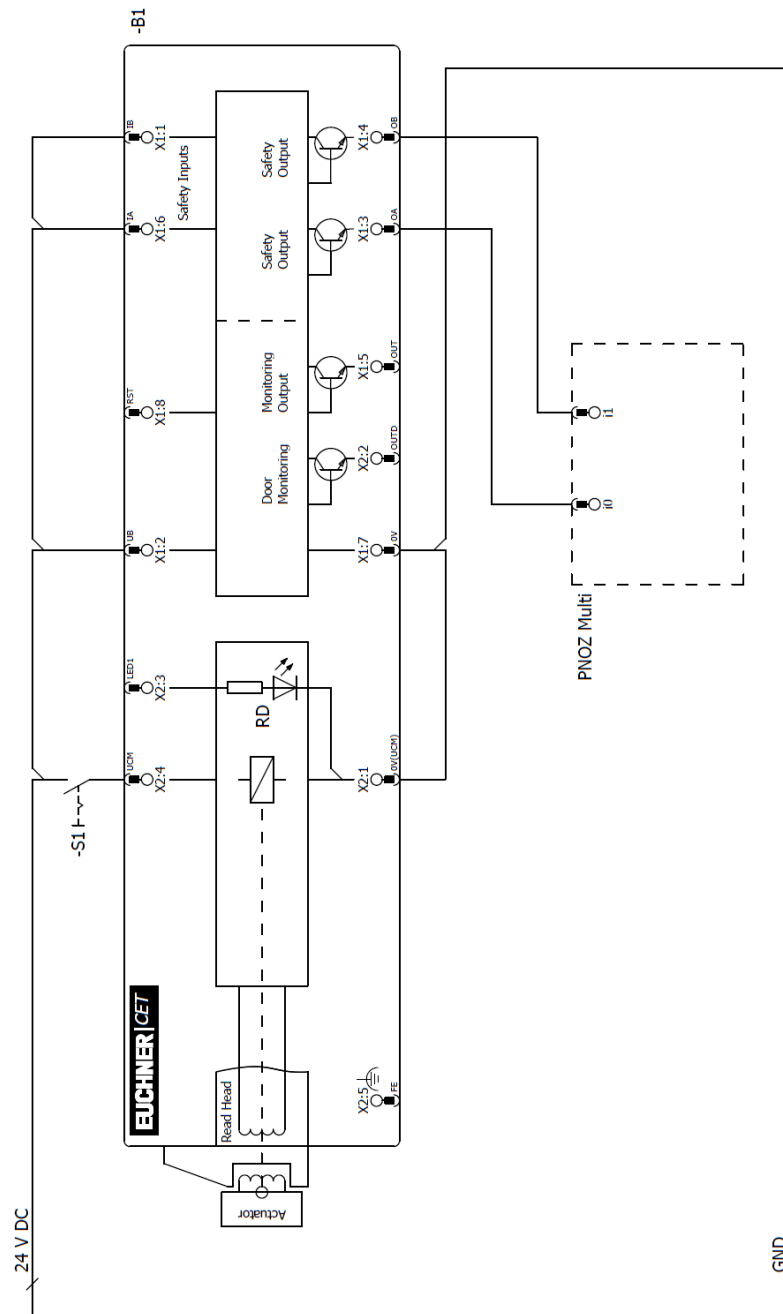 24 V DC
-S1
-B1
UCM
LED1
UB
RST
IA
IB
EUCHNER|CET
X2:4
X2:3
X1:2
X1:8
X1:6
X1:1
Safety Inputs
Read Head
RD
Actuator
Door
Monitoring
Monitoring
Output
Safety
Output
Safety
Output
X2:5
X2:1
X1:7
X2:2
X1:5
X1:3
X1:4
FE
0V(UCM)
0V
OUTD
OUT
OA
OB
PNOZ Multi
i0
i1
GND